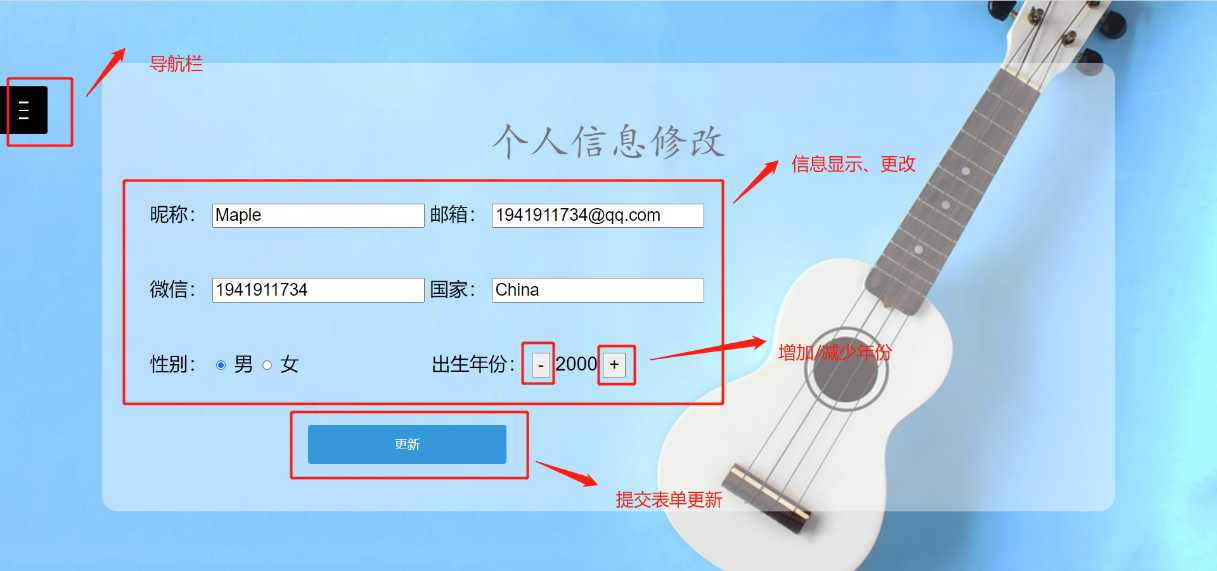 导航栏
个人信息修改
信息显示、更改
昵称： Maple 邮箱： 1941911734@qq.com
微信： 1941911734 国家： China
性别： 男 女 出生年份： - 2000 +
增加/减少年份
更新
提交表单更新